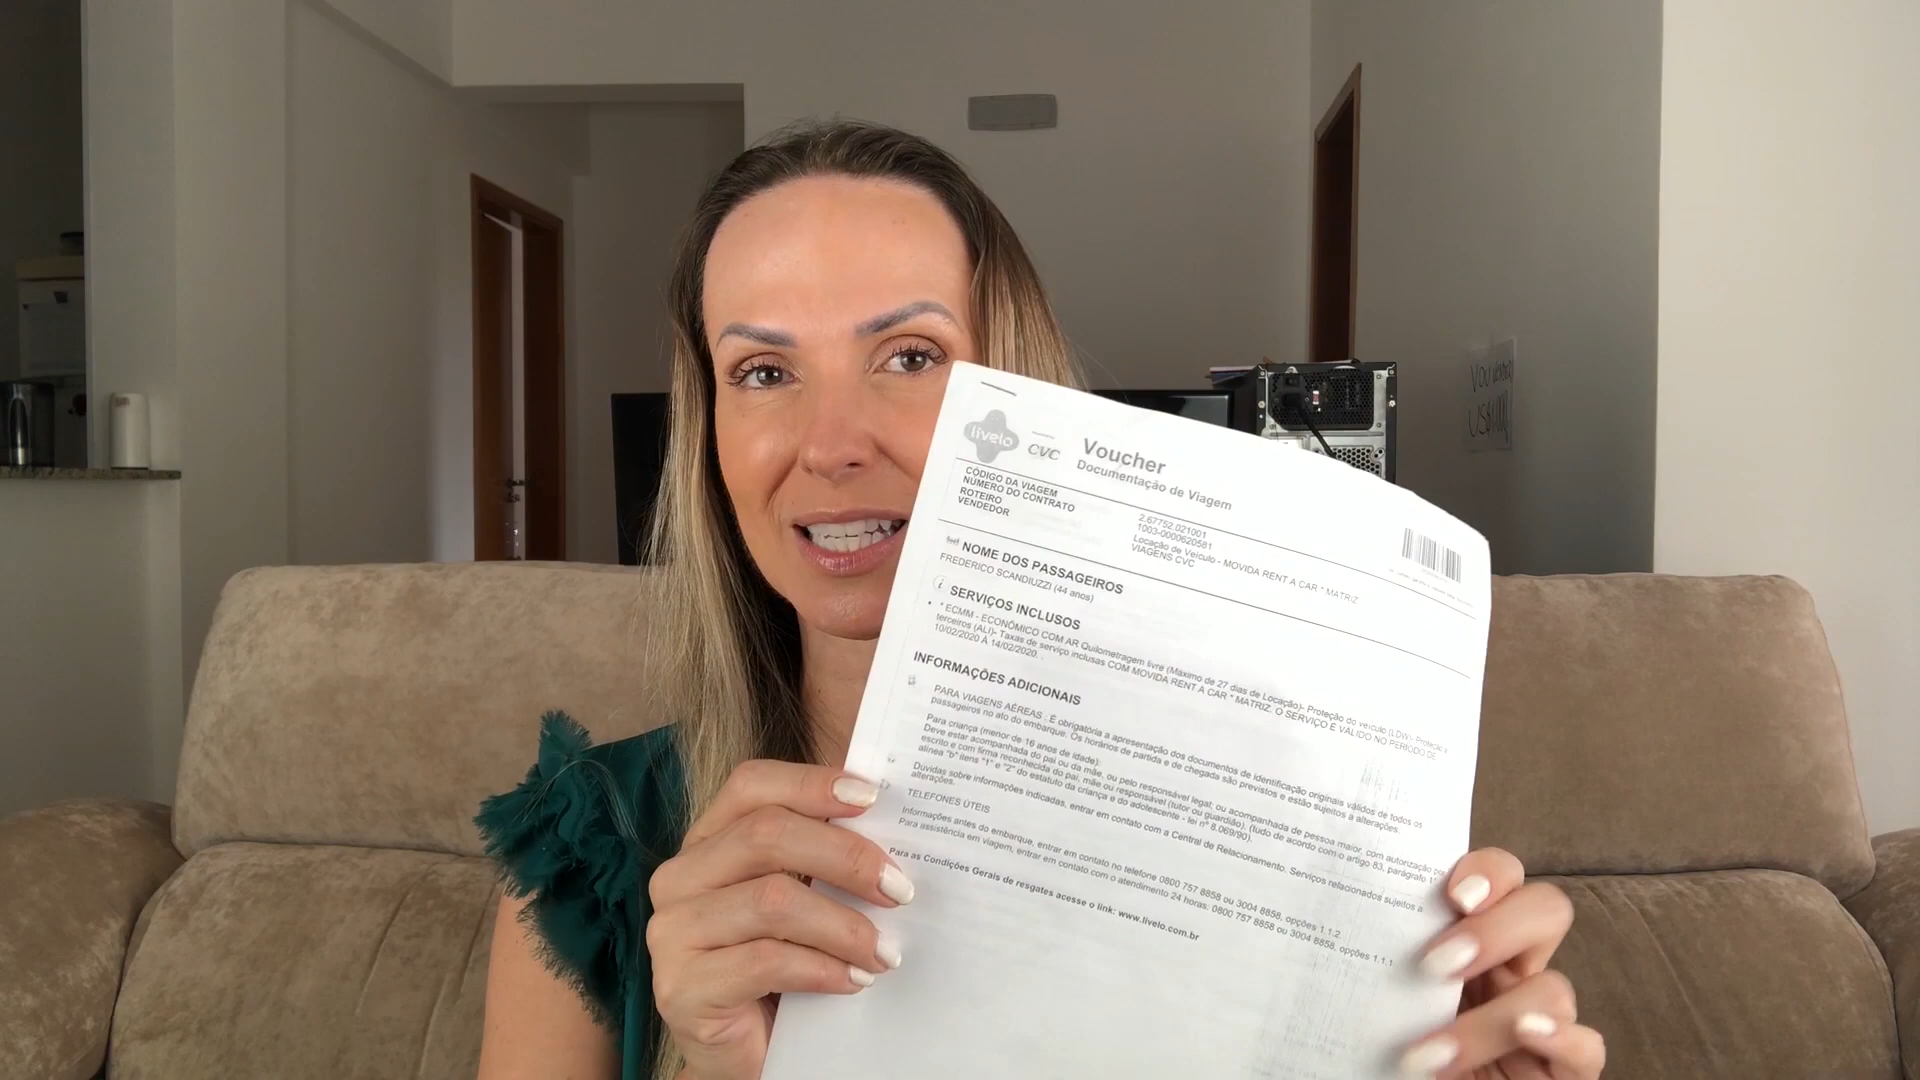 livelo
CVC
Voucher
Documentação de Viagem
CÓDIGO DA VIAGEM
2.67752.021001
NÚMERO DO CONTRATO
1003-0000620581
ROTEIRO
Locação de Veículo - MOVIDA RENT A CAR * MATRIZ
VENDEDOR
VIAGENS CVC
NOME DOS PASSAGEIROS
FREDERICO SCANDIUZZI (44 anos)
SERVIÇOS INCLUSOS
* ECMM - ECONÔMICO COM AR Quilometragem livre (Máximo de 27 dias de Locação)- Proteção do veículo (LDW)- Proteção a
terceiros (ALI)- Taxas de serviço inclusas COM MOVIDA RENT A CAR * MATRIZ. O SERVIÇO É VÁLIDO NO PERÍODO DE
10/02/2020 À 14/02/2020. .
INFORMAÇÕES ADICIONAIS
PARA VIAGENS AÉREAS . É obrigatória a apresentação dos documentos de identificação originais válidos de todos os
passageiros no ato do embarque. Os horários de partida e de chegada são previstos e estão sujeitos a alterações.
Para criança (menor de 16 anos de idade):
Deve estar acompanhada do pai ou da mãe, ou pelo responsável legal; ou acompanhada de pessoa maior, com autorização por
escrito e com firma reconhecida do pai, mãe ou responsável (tutor ou guardião). (tudo de acordo com o artigo 83, parágrafo 1°
alínea "b" itens "1" e "2" do estatuto da criança e do adolescente - lei nº 8.069/90).
Dúvidas sobre informações indicadas, entrar em contato com a Central de Relacionamento. Serviços relacionados sujeitos a
alterações.
TELEFONES ÚTEIS
Informações antes do embarque, entrar em contato no telefone 0800 757 8858 ou 3004 8858, opções 1.1.2
Para assistência em viagem, entrar em contato com o atendimento 24 horas: 0800 757 8858 ou 3004 8858, opções 1.1.1
Para as Condições Gerais de resgates acesse o link: www.livelo.com.br